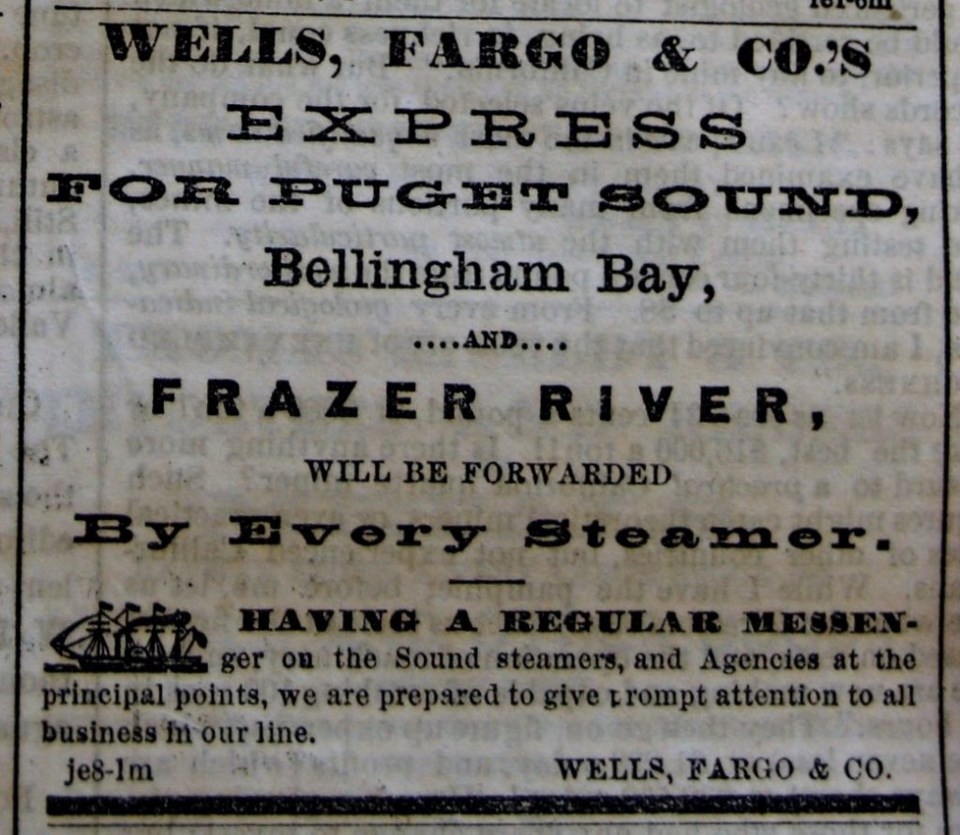 WELLS, FARGO & CO.'S
EXPRESS
FOR PUGET SOUND,
Bellingham Bay,
....AND....
FRAZER RIVER,
WILL BE FORWARDED
By Every Steamer.
HAVING A REGULAR MESSEN-
ger on the Sound steamers, and Agencies at the
principal points, we are prepared to give prompt attention to all
business in our line.
je8-1m WELLS, FARGO & CO.